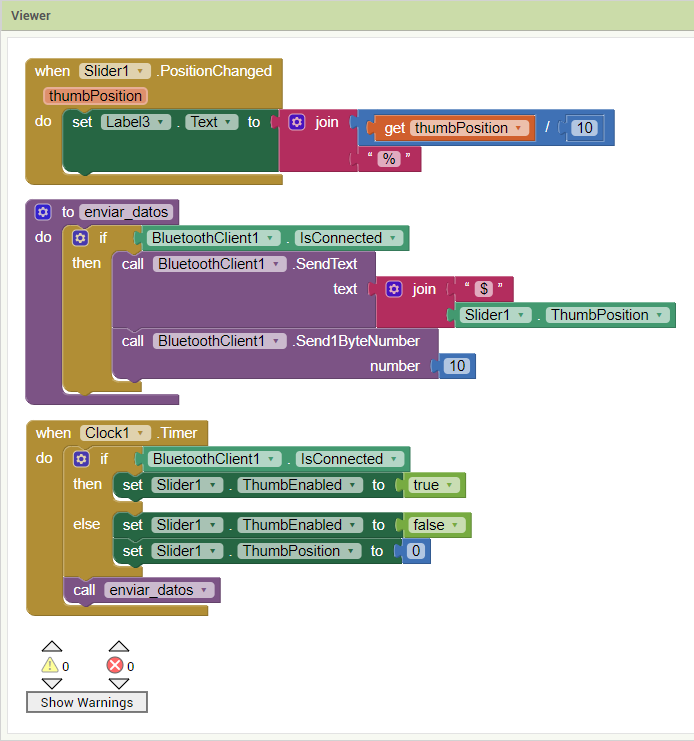 Viewer
when Slider1 .PositionChanged
thumbPosition
do set Label3 . Text to join get thumbPosition / 10
“ % ”
to enviar_datos
do if BluetoothClient1 . IsConnected
then call BluetoothClient1 .SendText
text join “ $ ”
Slider1 . ThumbPosition
call BluetoothClient1 .Send1ByteNumber
number 10
when Clock1 .Timer
do if BluetoothClient1 . IsConnected
then set Slider1 . ThumbEnabled to true
else set Slider1 . ThumbEnabled to false
set Slider1 . ThumbPosition to 0
call enviar_datos
0 0
Show Warnings